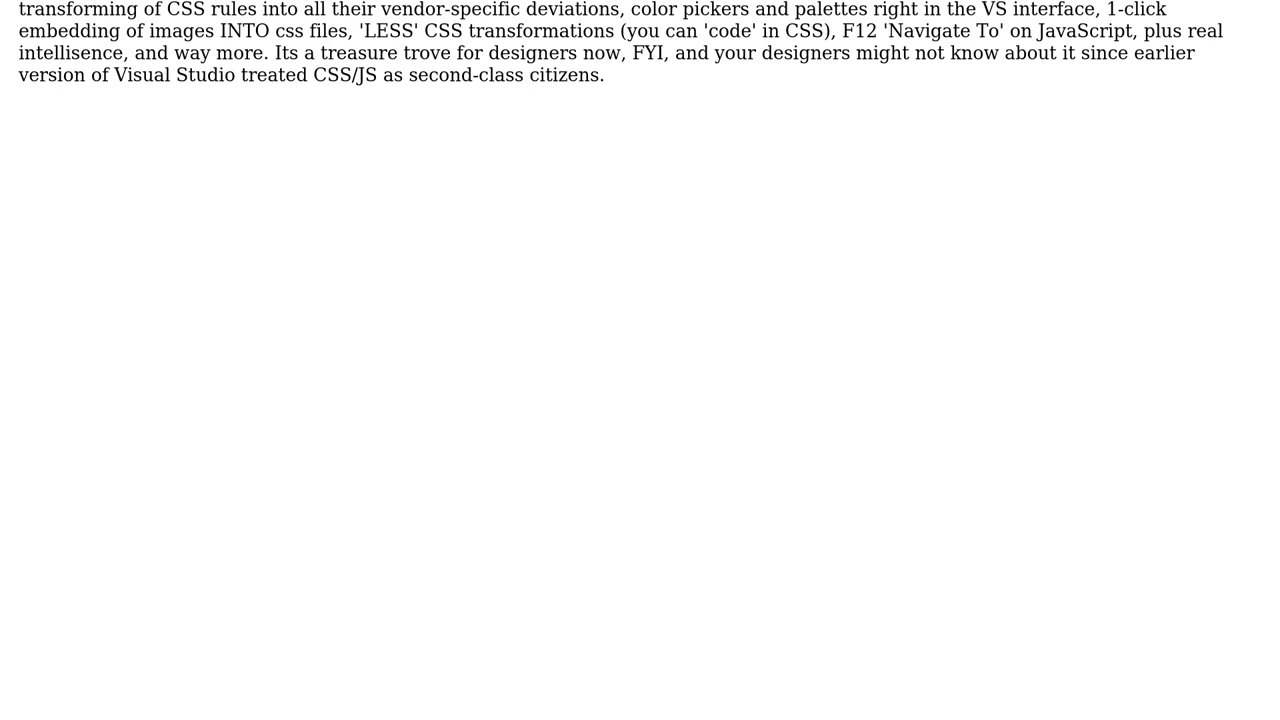 transforming of CSS rules into all their vendor-specific deviations, color pickers and palettes right in the VS interface, 1-click
embedding of images INTO css files, 'LESS' CSS transformations (you can 'code' in CSS), F12 'Navigate To' on JavaScript, plus real
intellisence, and way more. Its a treasure trove for designers now, FYI, and your designers might not know about it since earlier
version of Visual Studio treated CSS/JS as second-class citizens.